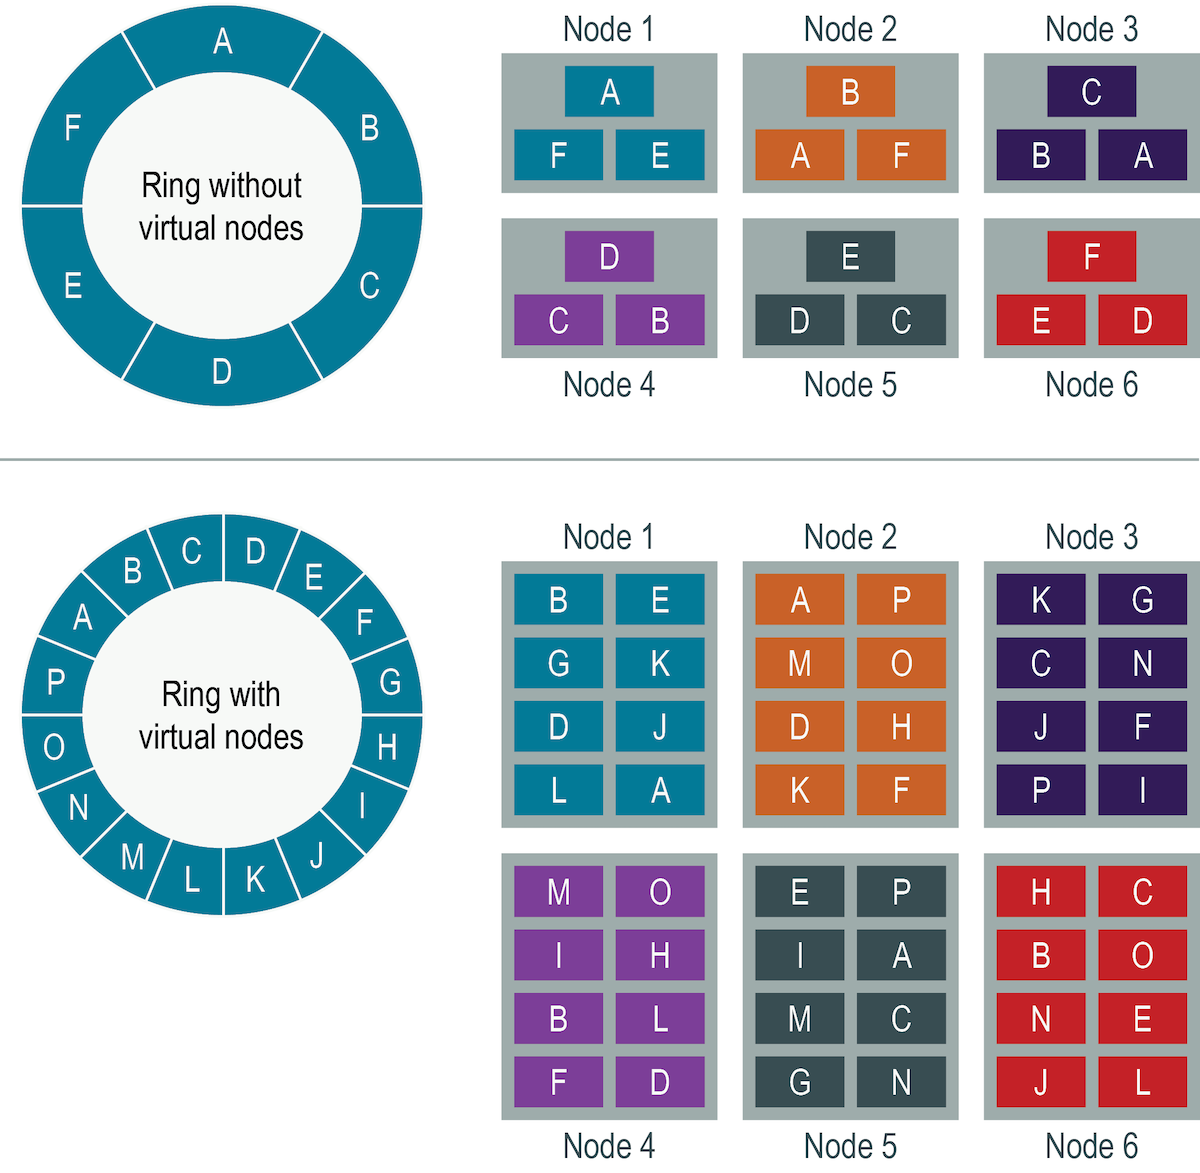 A
F B
Ring without
virtual nodes
E C
D
Node 1 Node 2 Node 3
A B C
F E A F B A
D E F
C B D C E D
Node 4 Node 5 Node 6
C D
B E
A F
P G
Ring with
virtual nodes
O H
N I
M J
L K
Node 1 Node 2 Node 3
B E A P K G
G K M O C N
D J D H J F
L A K F P I
M O E P H C
I H I A B O
B L M C N E
F D G N J L
Node 4 Node 5 Node 6